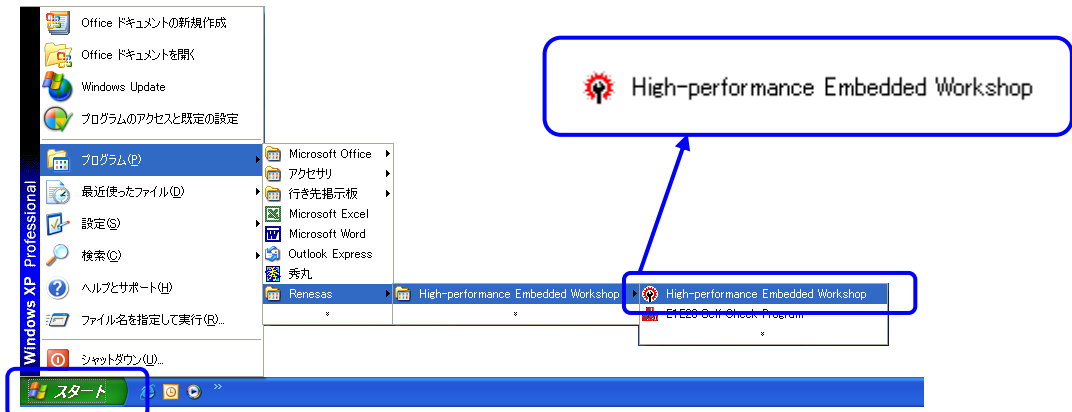 Office ドキュメントの新規作成
Office ドキュメントを開く
Windows Update
プログラムのアクセスと既定の設定
プログラム(P)
最近使ったファイル(D)
設定(S)
検索(C)
ヘルプとサポート(H)
ファイル名を指定して実行(R)...
シャットダウン(U)...
Windows XP Professional
スタート
Microsoft Office
アクセサリ
行き先掲示板
Microsoft Excel
Microsoft Word
Outlook Express
秀丸
Renesas
High-performance Embedded Workshop
High-performance Embedded Workshop
E1E20 Self Check Program
High-performance Embedded Workshop